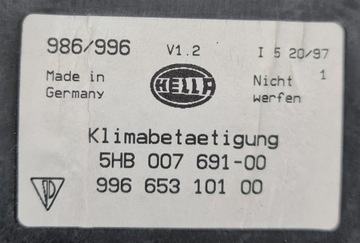 986/996 V1.2 I 5 20/97
Made in Germany
HELLA
Nicht 1
werfen
Klimabetaetigung
5HB 007 691-00
996 653 101 00